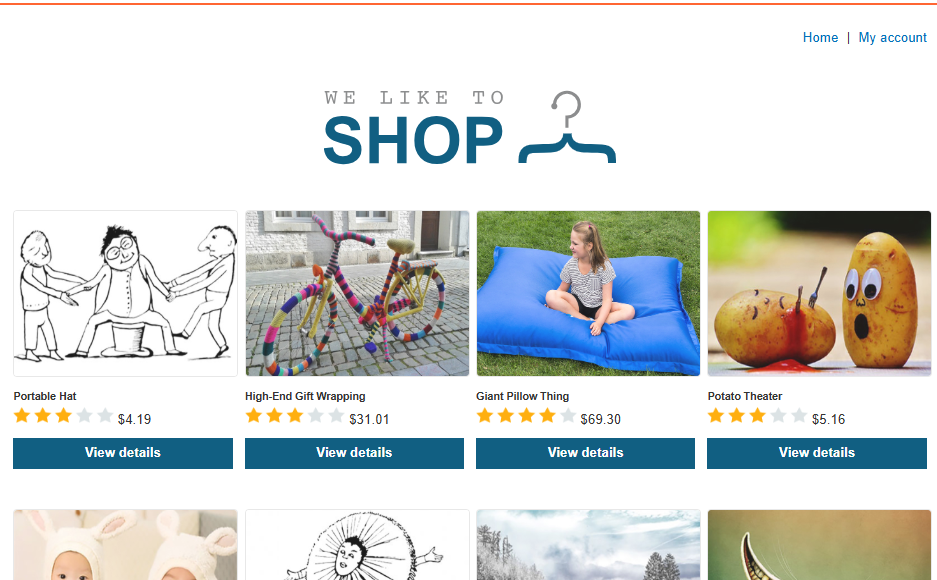 Home | My account
WE LIKE TO
SHOP
Portable Hat
$4.19
View details
High-End Gift Wrapping
$31.01
View details
Giant Pillow Thing
$69.30
View details
Potato Theater
$5.16
View details